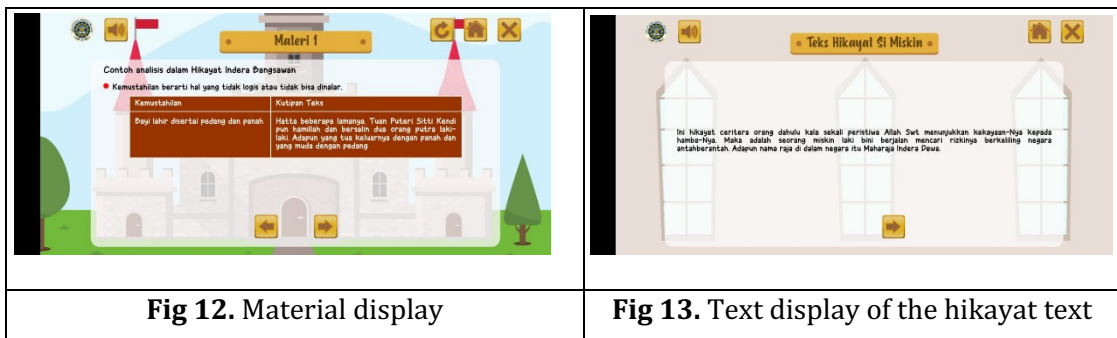 Materi 1
Contoh analisis dalam Hikayat Indera Bangsawan
Kemustahilan berarti hal yang tidak logis atau tidak bisa dinalar.
Kemustahilan
Kutipan Teks
Bayi lahir disertai pedang dan panah
Hatta beberapa lamanya, Tuan Puteri Sitti Kendi
pun hamillah dan bersalin dua orang putra laki-
laki. Adapun yang tua keluarnya dengan panah dan
yang muda dengan pedang
Fig 12. Material display
Teks Hikayat Si Miskin
Ini hikayat ceritera orang dahulu kala sekali peristiwa Allah Swt menunjukkan kekayaan-Nya kepada
hamba-Nya. Maka adalah seorang miskin laki bini berjalan mencari rizkinya berkeliling negara
antahberantah. Adapun nama raja di dalam negara itu Maharaja Indera Dewa.
Fig 13. Text display of the hikayat text